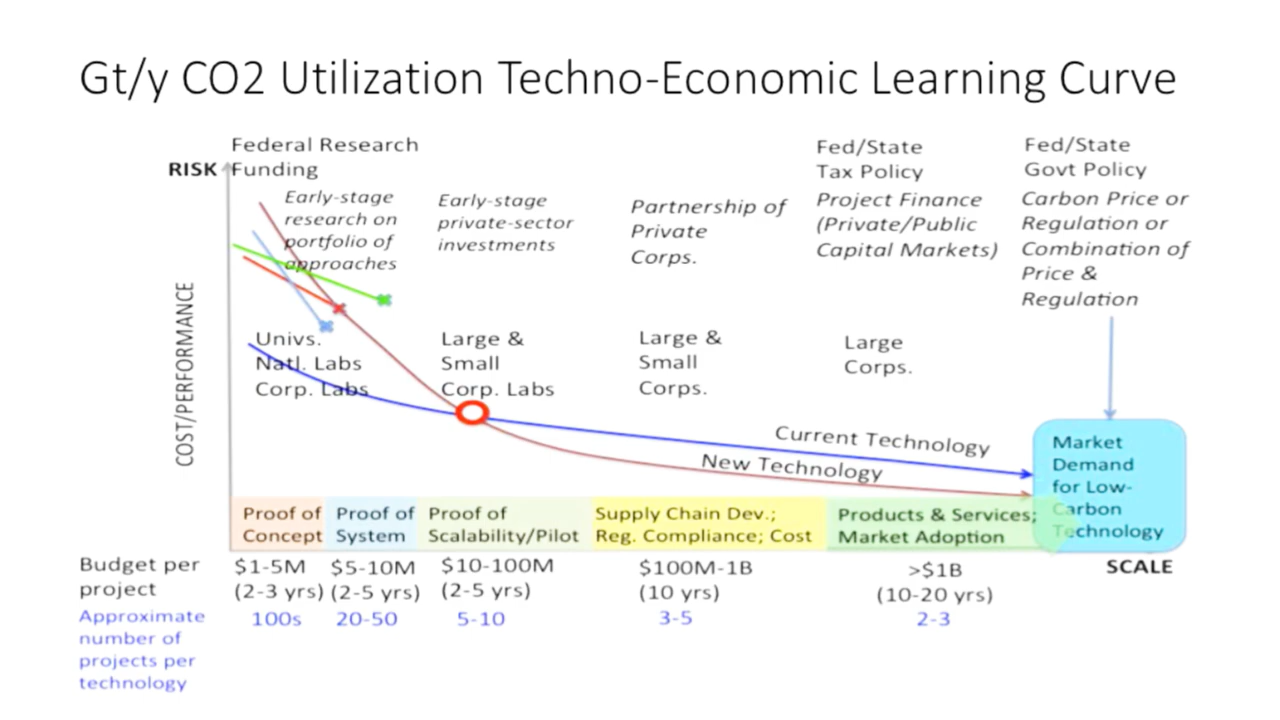 Gt/y CO2 Utilization Techno-Economic Learning Curve
Federal Research
Funding
RISK
Early-stage
research on
portfolio of
approaches
Early-stage
private-sector
investments
Partnership of
Private
Corps.
Fed/State
Tax Policy
Project Finance
(Private/Public
Capital Markets)
Fed/State
Govt Policy
Carbon Price or
Regulation or
Combination of
Price &
Regulation
COST/PERFORMANCE
Univs.
Natl. Labs
Corp. Labs
Large &
Small
Corp. Labs
Large &
Small
Corps.
Large
Corps.
Current Technology
New Technology
Market
Demand
for Low-
Carbon
Technology
Proof of
Concept
Proof of
System
Proof of
Scalability/Pilot
Supply Chain Dev.;
Reg. Compliance; Cost
Products & Services;
Market Adoption
SCALE
Budget per
project
$1-5M
(2-3 yrs)
$5-10M
(2-5 yrs)
$10-100M
(2-5 yrs)
$100M-1B
(10 yrs)
>$1B
(10-20 yrs)
Approximate
number of
projects per
technology
100s
20-50
5-10
3-5
2-3